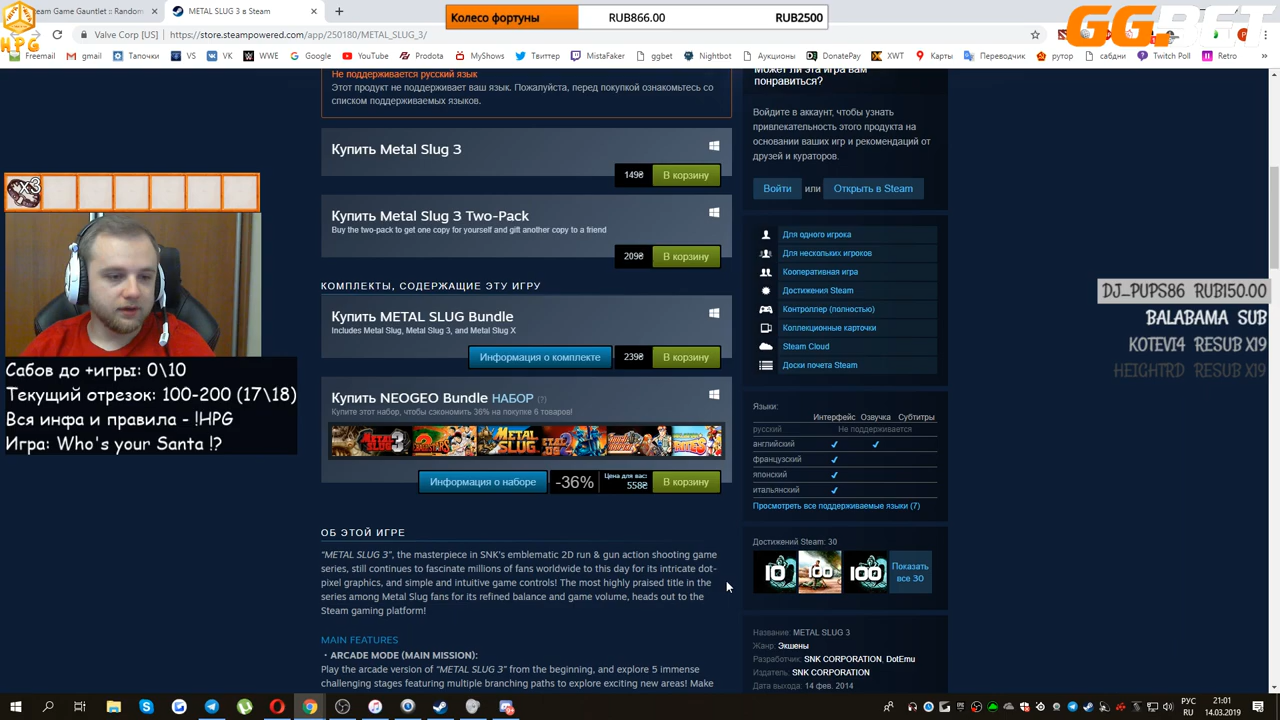 eam Game Gauntlet :: Random
METAL SLUG 3 в Steam
Колесо фортуны
RUB866.00
RUB2500
GG.BET
HPG
Valve Corp [US]
https://store.steampowered.com/app/250180/METAL_SLUG_3/
Freemail
GM
Тапочки
VS
VK
WWE
Google
YouTube
.Prodota
MyShows
Твиттер
MistaFaker
ggbet
Nightbot
Аукционы
DonatePay
XWT
Карты
Переводчик
рутор
сабдни
Twitch Poll
Retro
Не поддерживается русский язык
Этот продукт не поддерживает ваш язык. Пожалуйста, перед покупкой ознакомьтесь со
списком поддерживаемых языков.
Купить Metal Slug 3
149₴
В корзину
Купить Metal Slug 3 Two-Pack
Buy the two-pack to get one copy for yourself and gift another copy to a friend
209₴
В корзину
КОМПЛЕКТЫ, СОДЕРЖАЩИЕ ЭТУ ИГРУ
Купить METAL SLUG Bundle
Includes Metal Slug, Metal Slug 3, and Metal Slug X
Информация о комплекте
239₴
В корзину
Купить NEOGEO Bundle НАБОР (?)
Купите этот набор, чтобы сэкономить 36% на покупке 6 товаров!
Информация о наборе
-36%
Цена для вас:
558₴
В корзину
ОБ ЭТОЙ ИГРЕ
"METAL SLUG 3", the masterpiece in SNK's emblematic 2D run & gun action shooting game
series, still continues to fascinate millions of fans worldwide to this day for its intricate dot-
pixel graphics, and simple and intuitive game controls! The most highly praised title in the
series among Metal Slug fans for its refined balance and game volume, heads out to the
Steam gaming platform!
MAIN FEATURES
・ARCADE MODE (MAIN MISSION):
Play the arcade version of "METAL SLUG 3" from the beginning, and explore 5 immense
challenging stages featuring multiple branching paths to explore exciting new areas! Make
Может ли эта игра вам
понравиться?
Войдите в аккаунт, чтобы узнать
привлекательность этого продукта на
основании ваших игр и рекомендаций от
друзей и кураторов.
Войти
или
Открыть в Steam
Для одного игрока
Для нескольких игроков
Кооперативная игра
Достижения Steam
Контроллер (полностью)
Коллекционные карточки
Steam Cloud
Доски почета Steam
Языки:
Интерфейс Озвучка Субтитры
русский Не поддерживается
английский ✔ ✔
французский ✔
японский ✔
итальянский ✔
Просмотреть все поддерживаемые языки (7)
Достижений Steam: 30
10
100
100
Показать
все 30
Название: METAL SLUG 3
Жанр: Экшены
Разработчик: SNK CORPORATION, DotEmu
Издатель: SNK CORPORATION
Дата выхода: 14 фев. 2014
x3
Сабов до +игры: 0\10
Текущий отрезок: 100-200 (17\18)
Вся инфа и правила - !HPG
Игра: Who's your Santa !?
DJ_PUPS86 RUB150.00
BALABAMA SUB
KOTEVI4 RESUB X19
HEIGHTRD RESUB X19
РУС
RU
21:01
14.03.2019